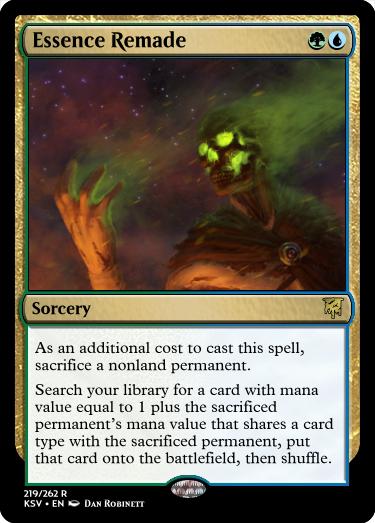 Essence Remade
Sorcery
As an additional cost to cast this spell,
sacrifice a nonland permanent.
Search your library for a card with mana
value equal to 1 plus the sacrificed
permanent's mana value that shares a card
type with the sacrificed permanent, put
that card onto the battlefield, then shuffle.
219/262 R
KSV • EN Dan Robinett